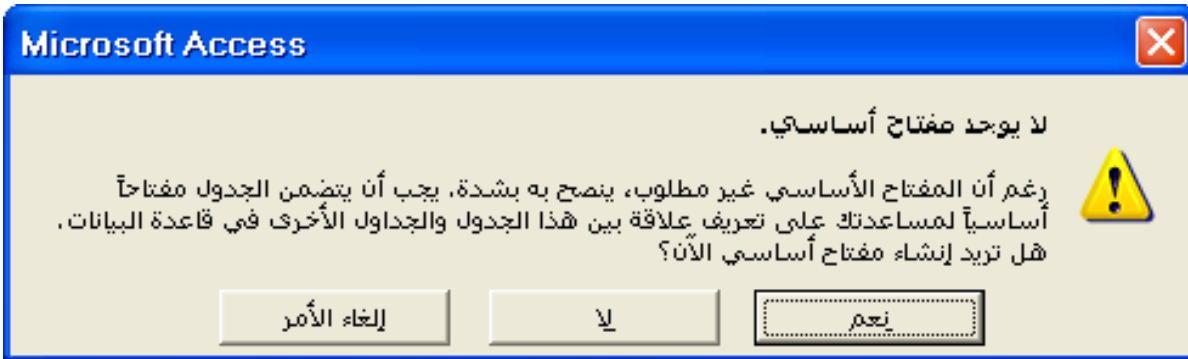 Microsoft Access
لا يوجد مفتاح أساسي.
رغم أن المفتاح الأساسي غير مطلوب، ينصح به بشدة. يجب أن يتضمن الجدول مفتاحاً
أساسياً لمساعدتك على تعريف علاقة بين هذا الجدول والجداول الأخرى في قاعدة البيانات.
هل تريد إنشاء مفتاح أساسي الآن؟
نعم
لا
إلغاء الأمر